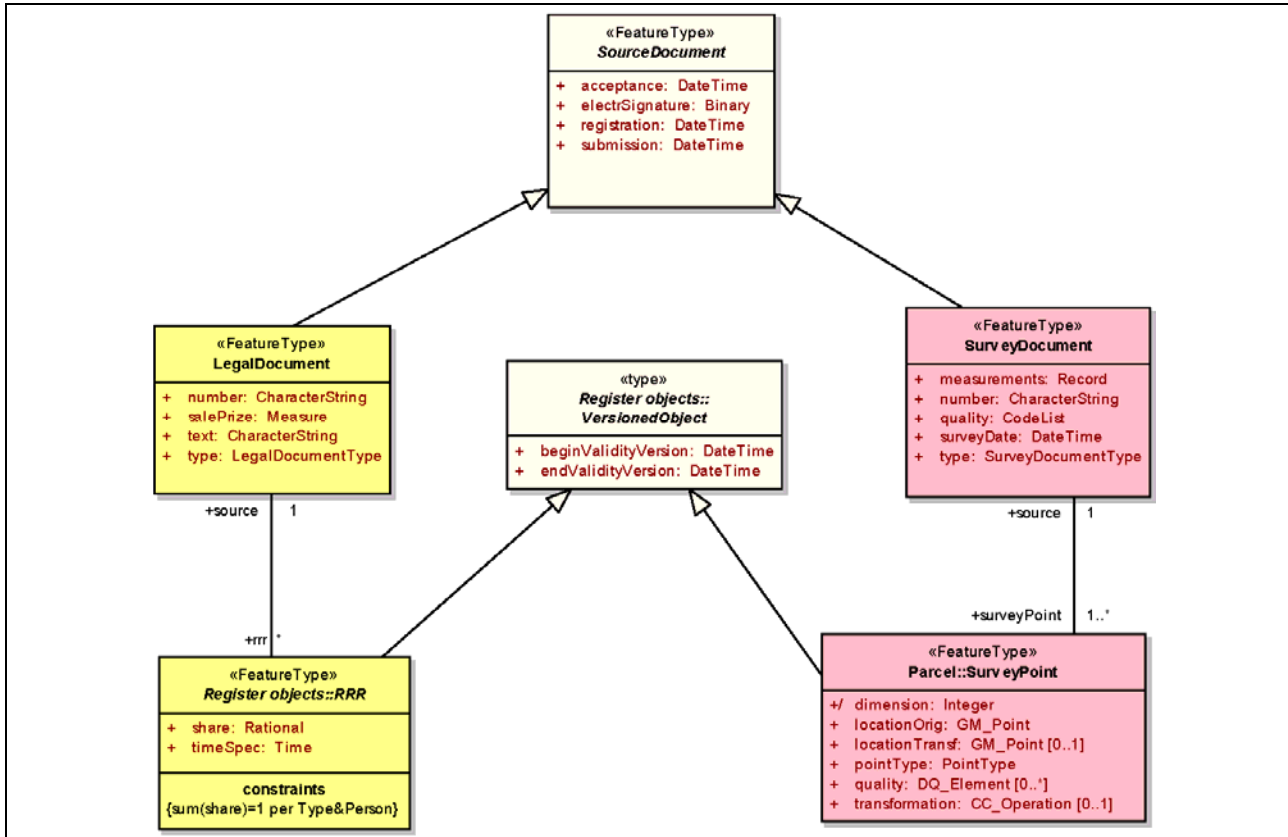 «FeatureType»
SourceDocument
+ acceptance: DateTime
+ electrSignature: Binary
+ registration: DateTime
+ submission: DateTime
«FeatureType»
LegalDocument
+ number: CharacterString
+ salePrize: Measure
+ text: CharacterString
+ type: LegalDocumentType
«type»
Register objects::
VersionedObject
+ beginValidityVersion: DateTime
+ endValidityVersion: DateTime
«FeatureType»
SurveyDocument
+ measurements: Record
+ number: CharacterString
+ quality: CodeList
+ surveyDate: DateTime
+ type: SurveyDocumentType
+source 1
+rrr *
+source 1
+surveyPoint 1..*
«FeatureType»
Register objects::RRR
+ share: Rational
+ timeSpec: Time
constraints
{sum(share)=1 per Type&Person}
«FeatureType»
Parcel::SurveyPoint
+/ dimension: Integer
+ locationOrig: GM_Point
+ locationTransf: GM_Point [0..1]
+ pointType: PointType
+ quality: DQ_Element [0..*]
+ transformation: CC_Operation [0..1]